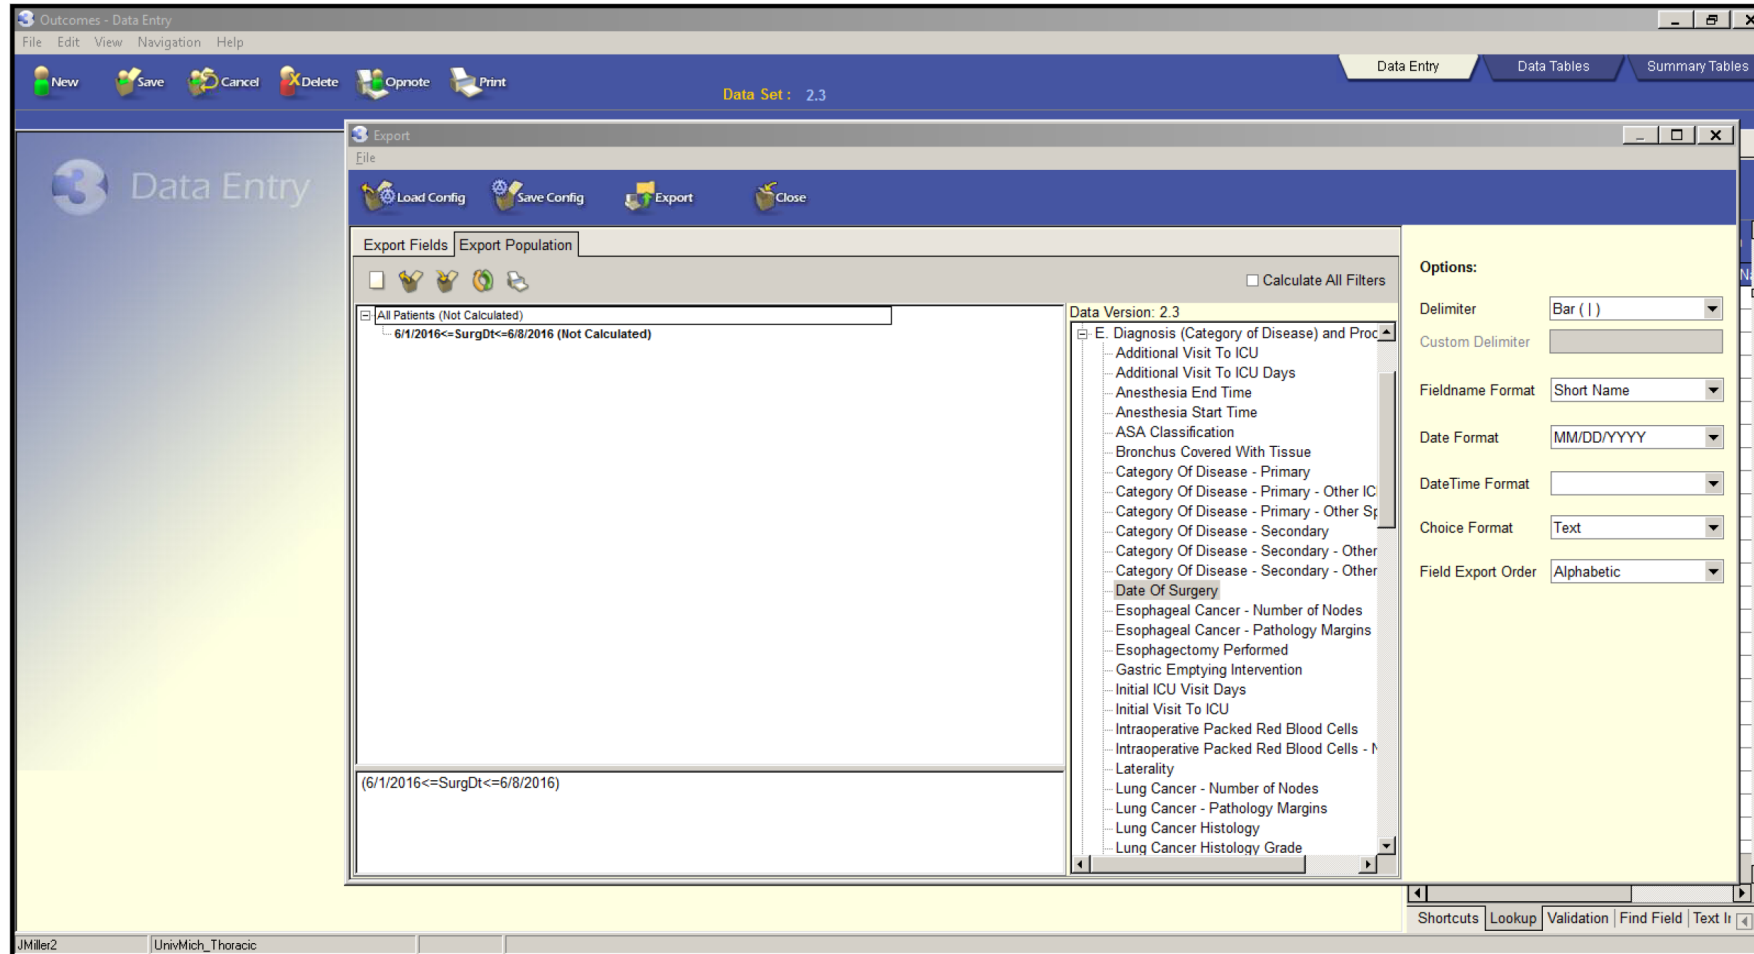 Outcomes - Data Entry
File Edit View Navigation Help
New Save Cancel Delete Opnote Print
Data Set : 2.3
Data Entry Data Tables Summary Tables
3 Data Entry
Export
File
Load Config Save Config Export Close
Export Fields Export Population
Calculate All Filters
All Patients (Not Calculated)
6/1/2016<=SurgDt<=6/8/2016 (Not Calculated)
(6/1/2016<=SurgDt<=6/8/2016)
Data Version: 2.3
E. Diagnosis (Category of Disease) and Proc
Additional Visit To ICU
Additional Visit To ICU Days
Anesthesia End Time
Anesthesia Start Time
ASA Classification
Bronchus Covered With Tissue
Category Of Disease - Primary
Category Of Disease - Primary - Other IC
Category Of Disease - Primary - Other Sp
Category Of Disease - Secondary
Category Of Disease - Secondary - Other
Category Of Disease - Secondary - Other
Date Of Surgery
Esophageal Cancer - Number of Nodes
Esophageal Cancer - Pathology Margins
Esophagectomy Performed
Gastric Emptying Intervention
Initial ICU Visit Days
Initial Visit To ICU
Intraoperative Packed Red Blood Cells
Intraoperative Packed Red Blood Cells - N
Laterality
Lung Cancer - Number of Nodes
Lung Cancer - Pathology Margins
Lung Cancer Histology
Lung Cancer Histology Grade
Options:
Delimiter Bar ( | )
Custom Delimiter
Fieldname Format Short Name
Date Format MM/DD/YYYY
DateTime Format
Choice Format Text
Field Export Order Alphabetic
Shortcuts Lookup Validation Find Field Text Ir
JMiller2 UnivMich_Thoracic